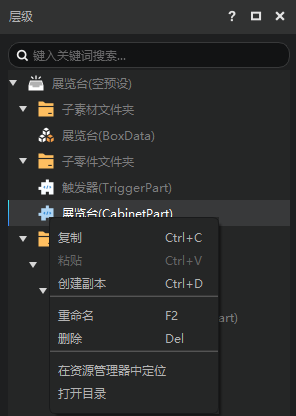 层级 ?
键入关键词搜索...
展览台(空预设)
子素材文件夹
展览台(BoxData)
子零件文件夹
触发器(TriggerPart)
展览台(CabinetPart)
复制 Ctrl+C
粘贴 Ctrl+V
创建副本 Ctrl+D
重命名 F2
art)
删除 Del
在资源管理器中定位
打开目录